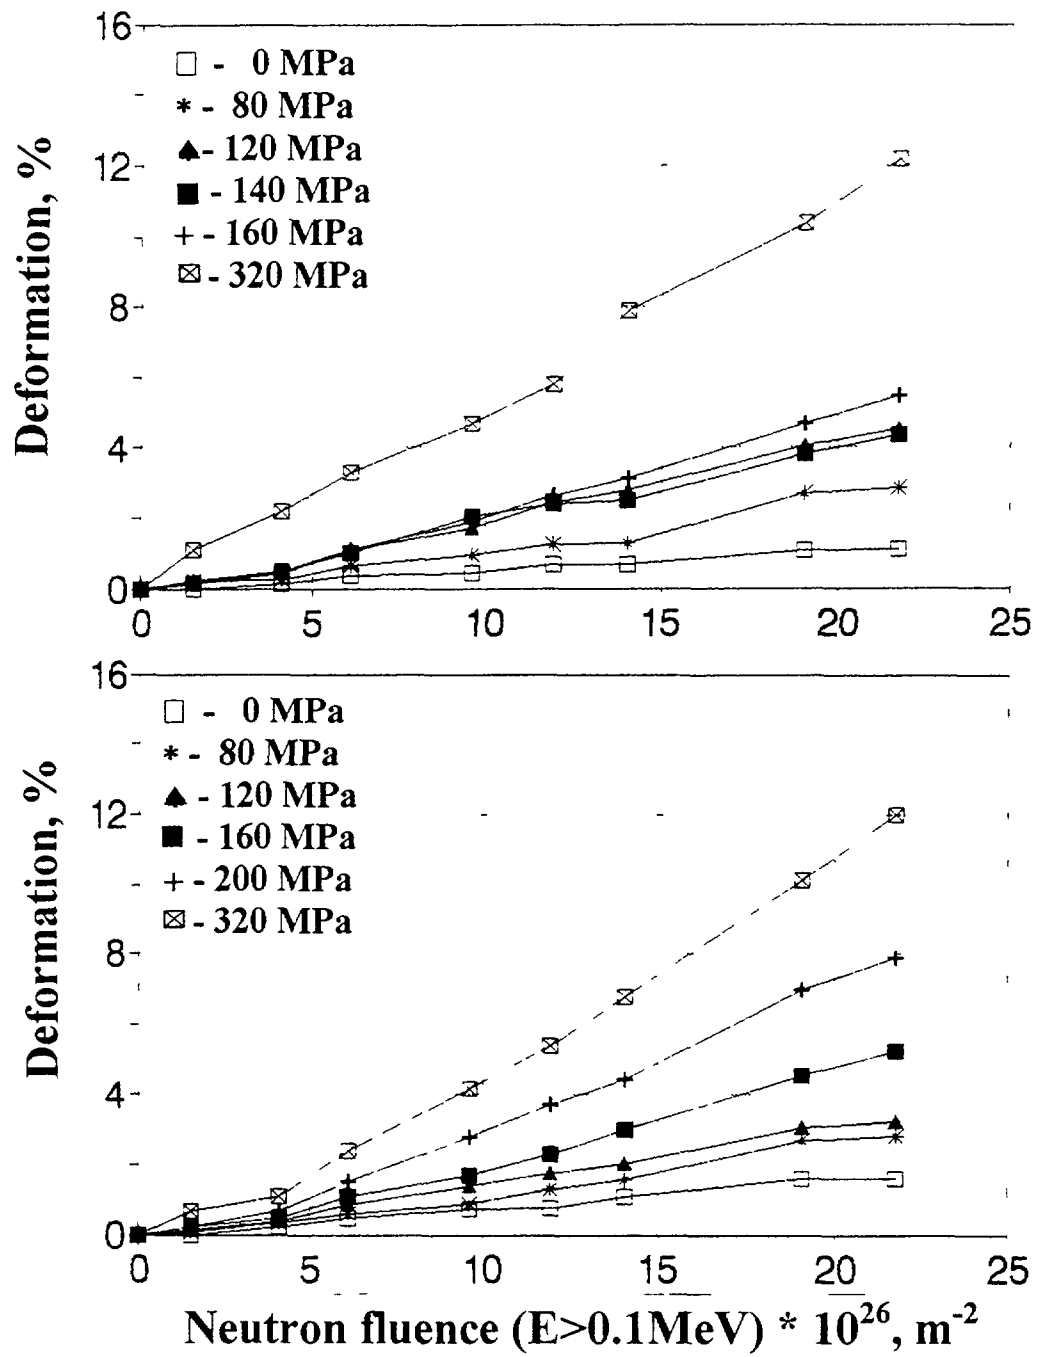 16
□ - 0 MPa
* - 80 MPa
▲ - 120 MPa
■ - 140 MPa
+ - 160 MPa
⊠ - 320 MPa
Deformation, %
12
8
4
0
0 5 10 15 20 25
16
□ - 0 MPa
* - 80 MPa
▲ - 120 MPa
■ - 160 MPa
+ - 200 MPa
⊠ - 320 MPa
Deformation, %
12
8
4
0
0 5 10 15 20 25
Neutron fluence (E>0.1MeV) * 10²⁶, m⁻²